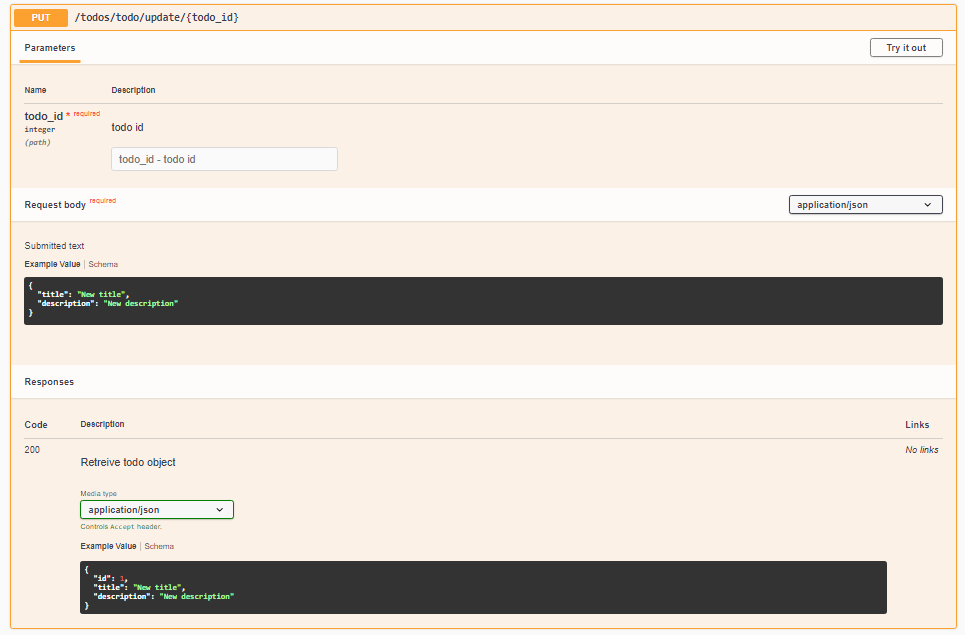 PUT /todos/todo/update/{todo_id}
Parameters
Try it out
Name Description
todo_id * required
integer
(path)
todo id
todo_id - todo id
Request body required
application/json
Submitted text
Example Value | Schema
{
  "title": "New title",
  "description": "New description"
}
Responses
Code Description Links
200
Retreive todo object
No links
Media type
application/json
Controls Accept header.
Example Value | Schema
{
  "id": 1,
  "title": "New title",
  "description": "New description"
}